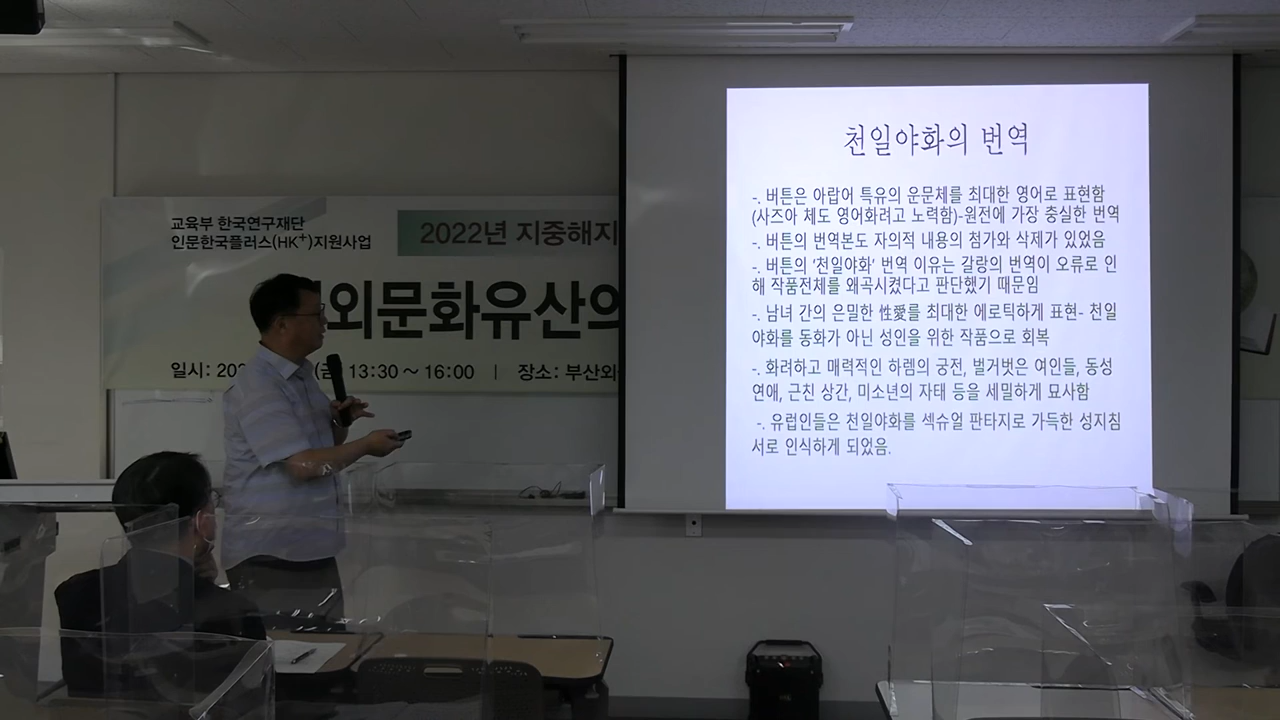 교육부 한국연구재단
인문한국플러스(HK+)지원사업
2022년 지중해지
외문화유산의
일시: 202 (금) 13:30 ~ 16:00 | 장소: 부산외
천일야화의 번역
-. 버튼은 아랍어 특유의 운문체를 최대한 영어로 표현함
(사즈아 체도 영어화려고 노력함)-원전에 가장 충실한 번역
-. 버튼의 번역본도 자의적 내용의 첨가와 삭제가 있었음
-. 버튼의 '천일야화' 번역 이유는 갈랑의 번역이 오류로 인
해 작품전체를 왜곡시켰다고 판단했기 때문임
-. 남녀 간의 은밀한 性愛를 최대한 에로틱하게 표현- 천일
야화를 동화가 아닌 성인을 위한 작품으로 회복
-. 화려하고 매력적인 하렘의 궁전, 벌거벗은 여인들, 동성
연애, 근친 상간, 미소년의 자태 등을 세밀하게 묘사함
-. 유럽인들은 천일야화를 섹슈얼 판타지로 가득한 성지침
서로 인식하게 되었음.